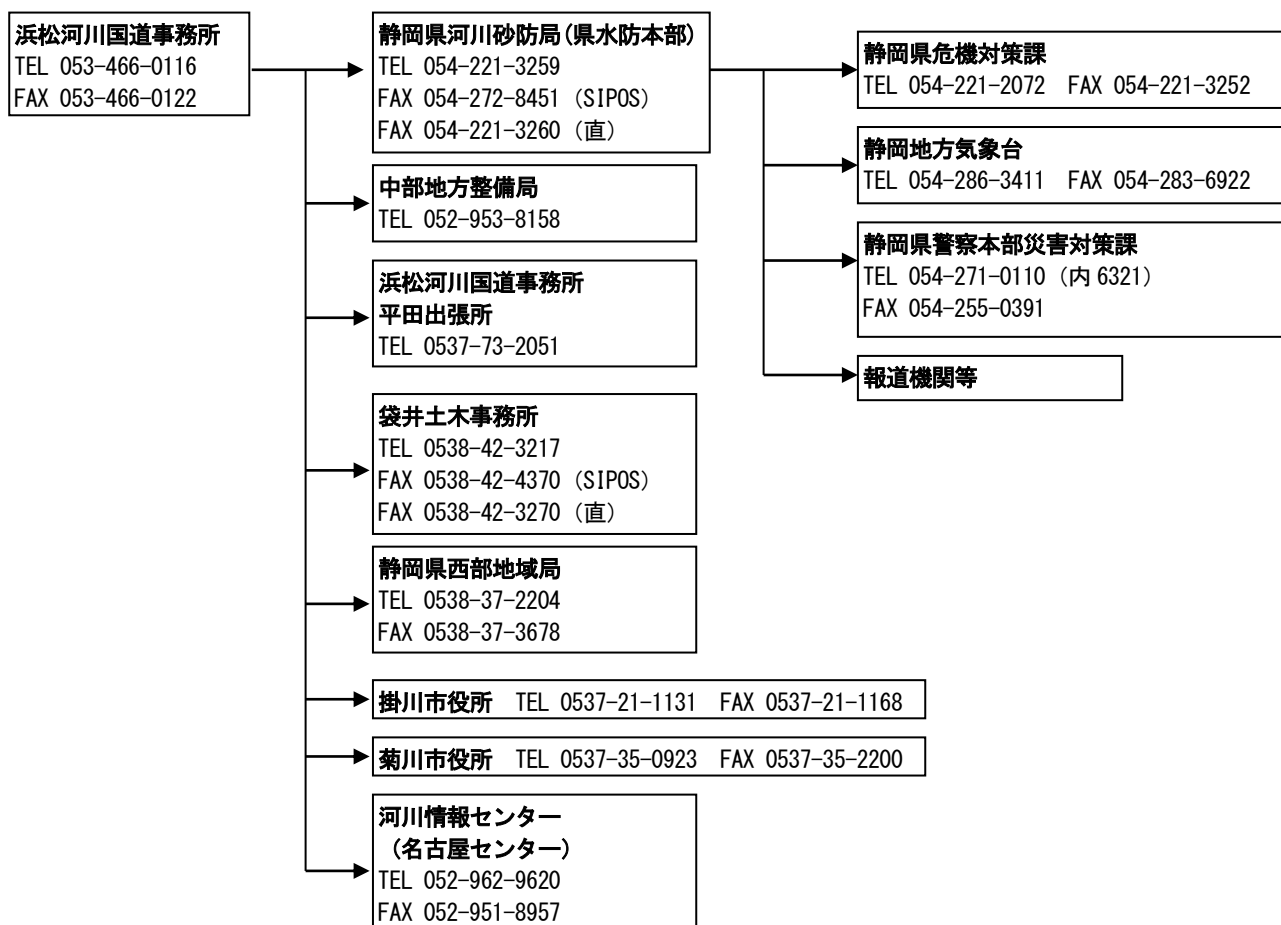 浜松河川国道事務所
TEL 053-466-0116
FAX 053-466-0122
静岡県河川砂防局(県水防本部)
TEL 054-221-3259
FAX 054-272-8451 (SIPOS)
FAX 054-221-3260 (直)
中部地方整備局
TEL 052-953-8158
浜松河川国道事務所
平田出張所
TEL 0537-73-2051
袋井土木事務所
TEL 0538-42-3217
FAX 0538-42-4370 (SIPOS)
FAX 0538-42-3270 (直)
静岡県西部地域局
TEL 0538-37-2204
FAX 0538-37-3678
掛川市役所 TEL 0537-21-1131 FAX 0537-21-1168
菊川市役所 TEL 0537-35-0923 FAX 0537-35-2200
河川情報センター
(名古屋センター)
TEL 052-962-9620
FAX 052-951-8957
静岡県危機対策課
TEL 054-221-2072 FAX 054-221-3252
静岡地方気象台
TEL 054-286-3411 FAX 054-283-6922
静岡県警察本部災害対策課
TEL 054-271-0110 (内 6321)
FAX 054-255-0391
報道機関等